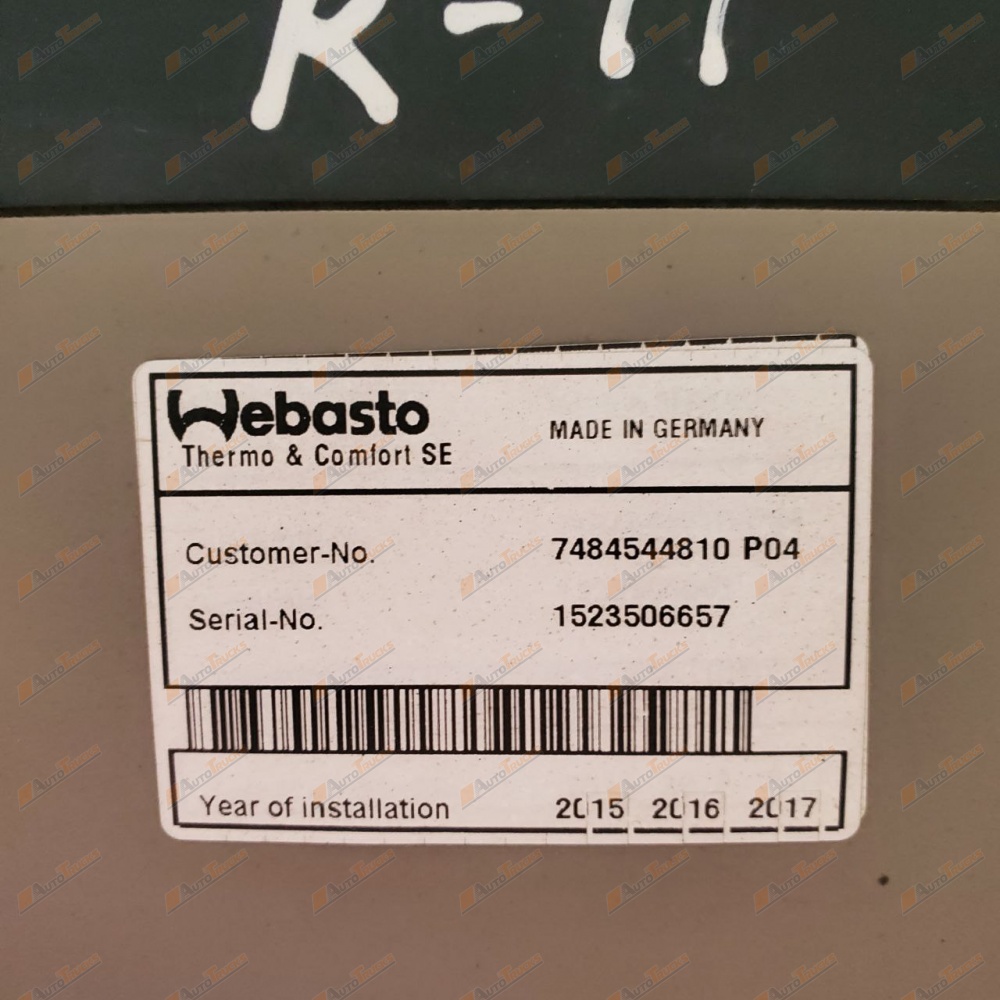 R-11
Webasto
Thermo & Comfort SE
MADE IN GERMANY
Customer-No. 7484544810 P04
Serial-No. 1523506657
Year of installation 2015 2016 2017
AutoTrucks